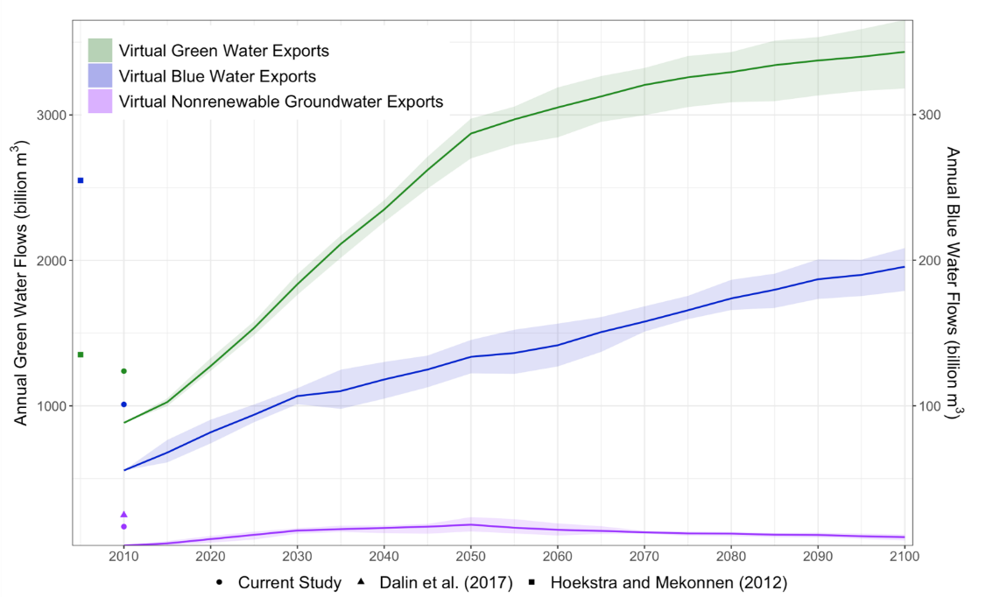 Virtual Green Water Exports
Virtual Blue Water Exports
Virtual Nonrenewable Groundwater Exports
Annual Green Water Flows (billion m³)
3000
2000
1000
300
200
100
Annual Blue Water Flows (billion m³)
2010 2020 2030 2040 2050 2060 2070 2080 2090 2100
Current Study Dalin et al. (2017) Hoekstra and Mekonnen (2012)